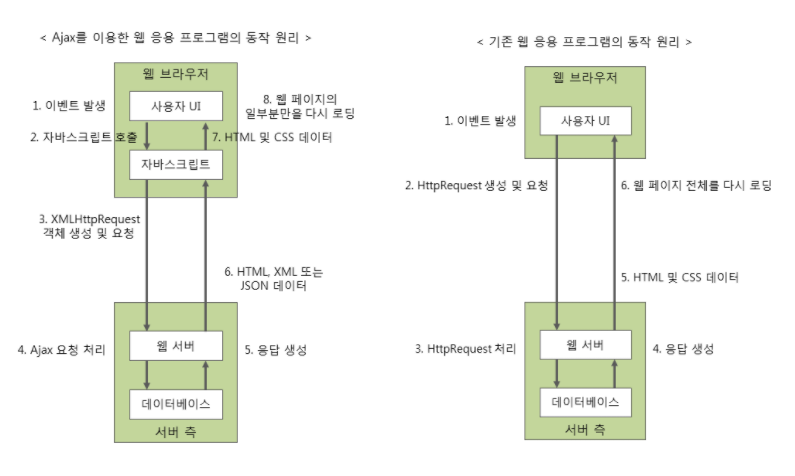 < Ajax를 이용한 웹 응용 프로그램의 동작 원리 >
웹 브라우저
1. 이벤트 발생
사용자 UI
8. 웹 페이지의
일부분만을 다시 로딩
2. 자바스크립트 호출
7. HTML 및 CSS 데이터
자바스크립트
3. XMLHttpRequest
객체 생성 및 요청
6. HTML, XML 또는
JSON 데이터
4. Ajax 요청 처리
웹 서버
5. 응답 생성
데이터베이스
서버 측
< 기존 웹 응용 프로그램의 동작 원리 >
웹 브라우저
1. 이벤트 발생
사용자 UI
2. HttpRequest 생성 및 요청
6. 웹 페이지 전체를 다시 로딩
5. HTML 및 CSS 데이터
3. HttpRequest 처리
웹 서버
4. 응답 생성
데이터베이스
서버 측